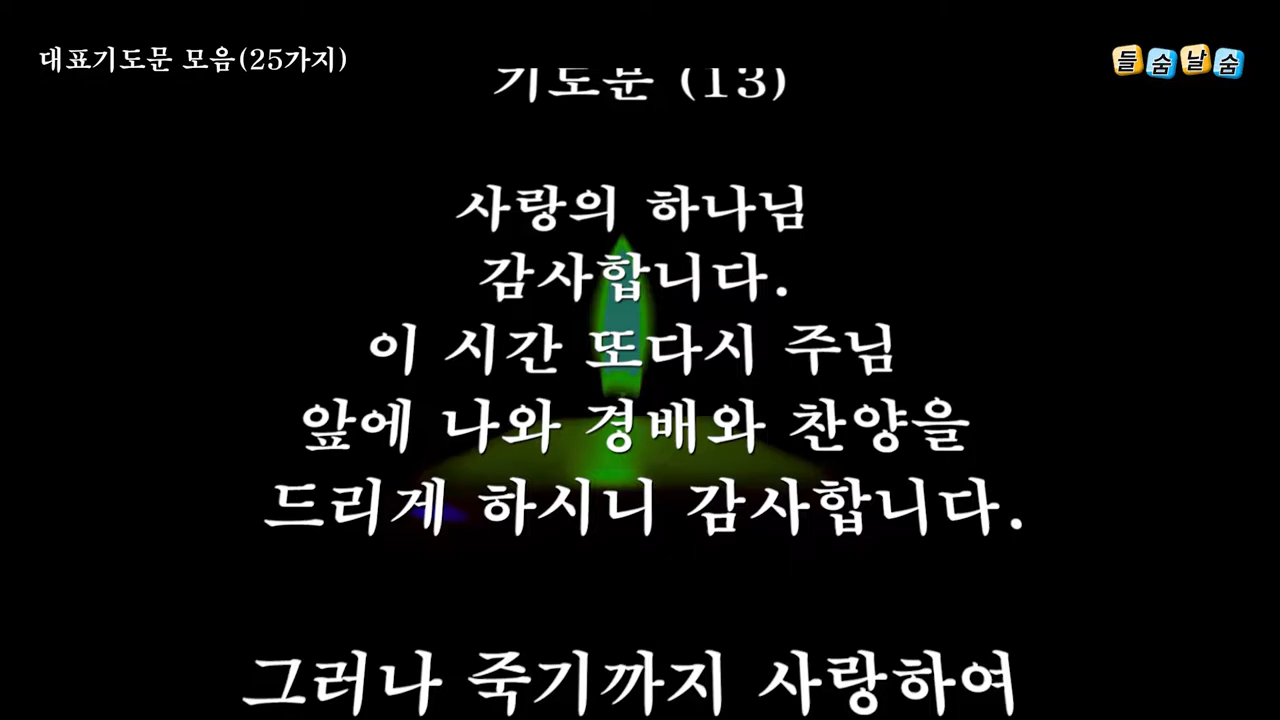 대표기도문 모음(25가지)
들숨날숨
기도문 (13)
사랑의 하나님
감사합니다.
이 시간 또다시 주님
앞에 나와 경배와 찬양을
드리게 하시니 감사합니다.
그러나 죽기까지 사랑하여